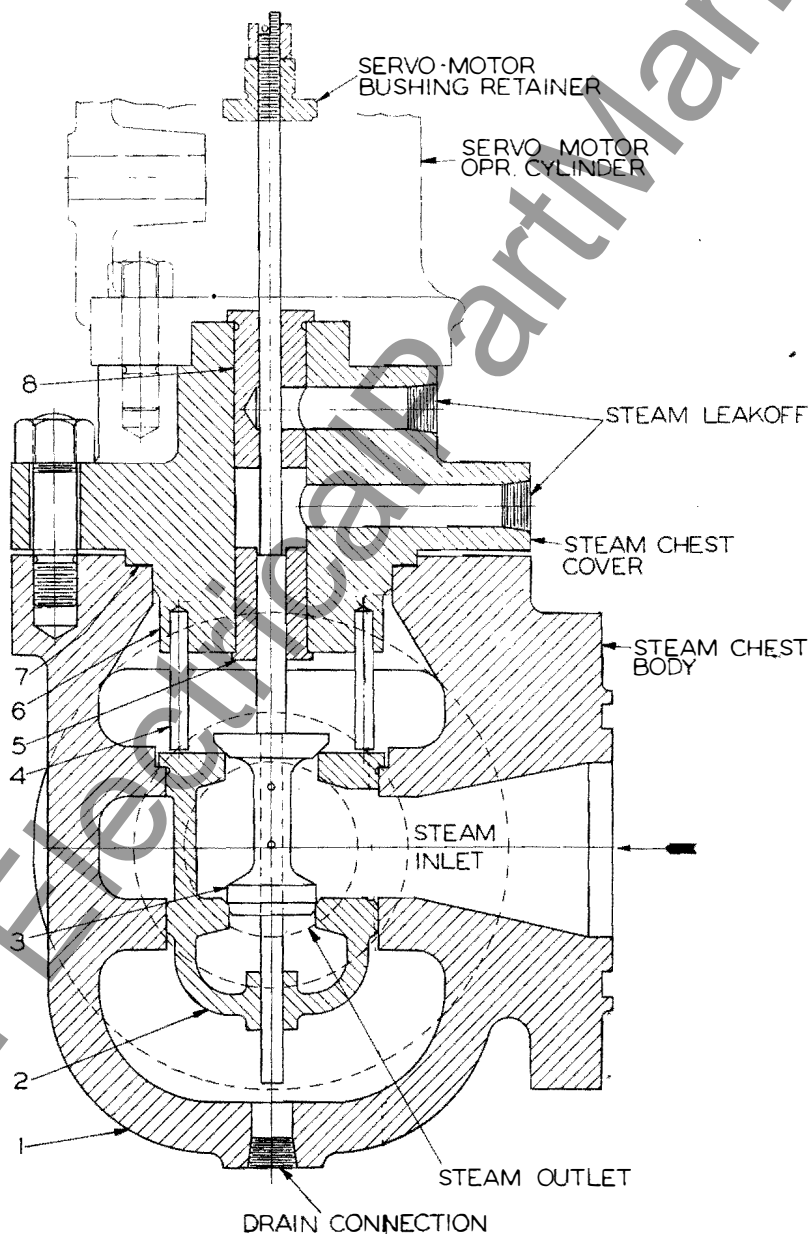 SERVO-MOTOR
BUSHING RETAINER
SERVO MOTOR
OPR. CYLINDER
8
STEAM LEAKOFF
STEAM CHEST
COVER
STEAM CHEST
BODY
7
6
5
4
STEAM
INLET
3
2
1
STEAM OUTLET
DRAIN CONNECTION
ElectricalPartMan